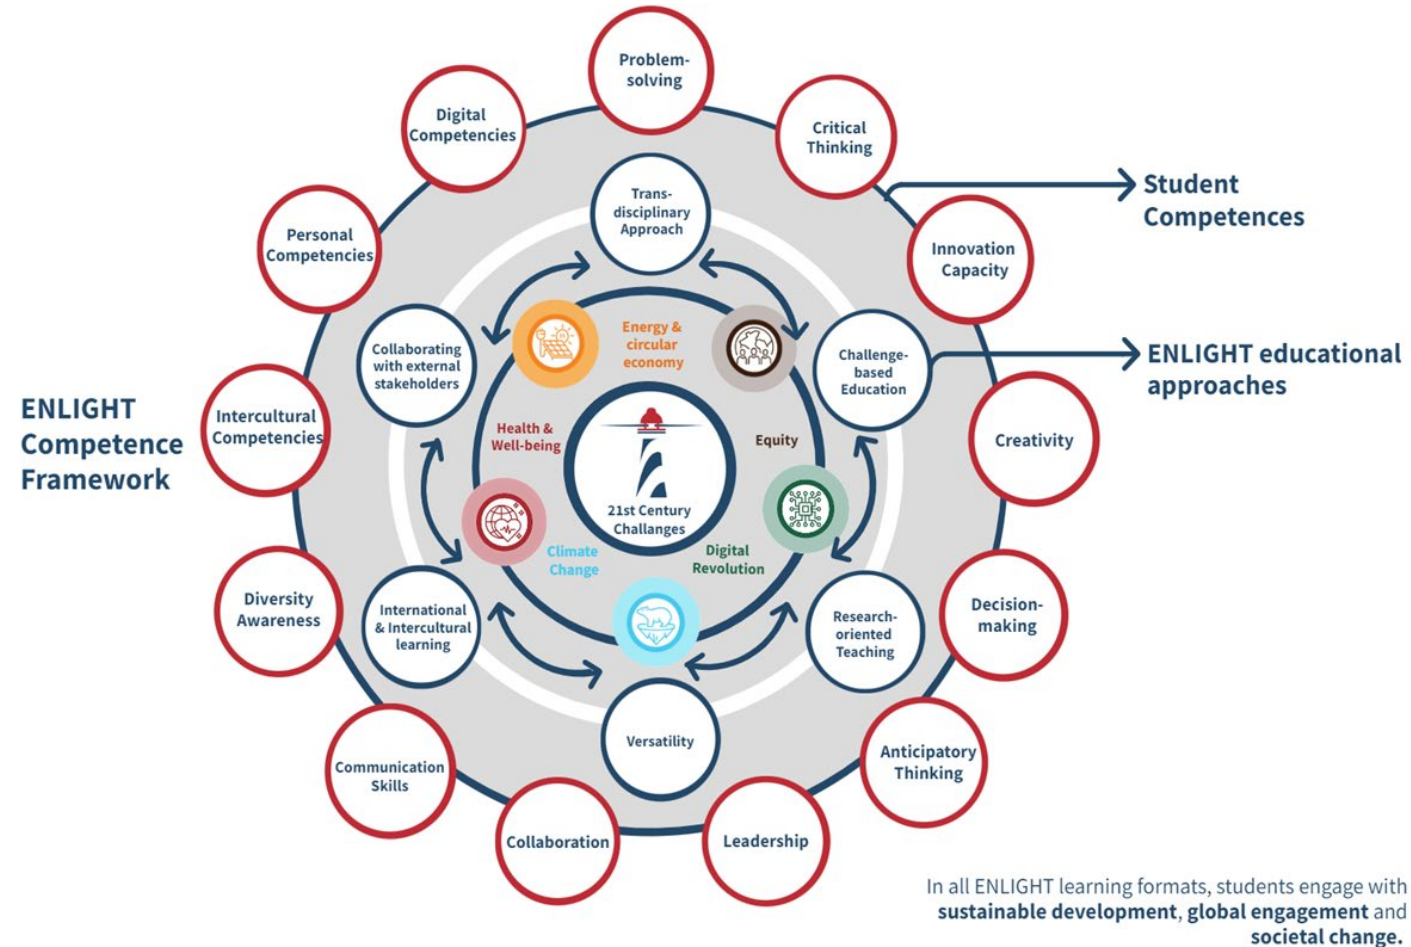 Problem-
solving
Digital
Competencies
Critical
Thinking
Trans-
disciplinary
Approach
Student
Competences
Personal
Competencies
Innovation
Capacity
Energy &
circular
economy
Collaborating
with external
stakeholders
Challenge-
based
Education
ENLIGHT educational
approaches
ENLIGHT
Competence
Framework
Intercultural
Competencies
Health &
Well-being
Equity
Creativity
21st Century
Challanges
Climate
Change
Digital
Revolution
Diversity
Awareness
International
& Intercultural
learning
Research-
oriented
Teaching
Decision-
making
Versatility
Communication
Skills
Anticipatory
Thinking
Collaboration
Leadership
In all ENLIGHT learning formats, students engage with
sustainable development, global engagement and
societal change.